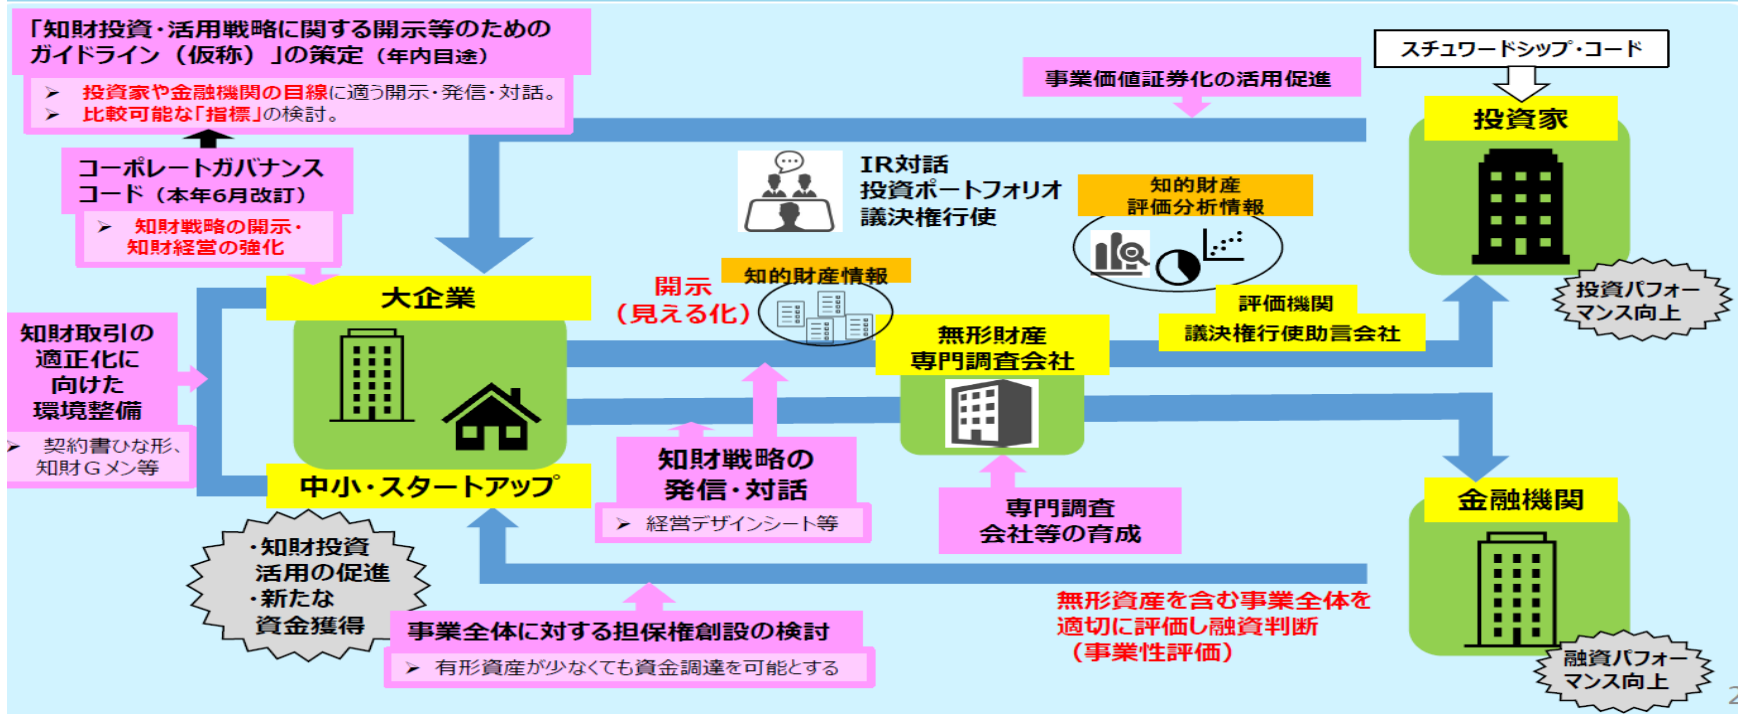 「知財投資・活用戦略に関する開示等のための
ガイドライン（仮称）」の策定（年内目途）
➢ 投資家や金融機関の目線に適う開示・発信・対話。
➢ 比較可能な「指標」の検討。
コーポレートガバナンス
コード（本年6月改訂）
➢ 知財戦略の開示・
知財経営の強化
事業価値証券化の活用促進
スチュワードシップ・コード
投資家
IR対話
投資ポートフォリオ
議決権行使
知的財産
評価分析情報
投資パフォー
マンス向上
大企業
開示
（見える化）
知的財産情報
無形財産
専門調査会社
評価機関
議決権行使助言会社
知財取引の
適正化に
向けた
環境整備
➢ 契約書ひな形、
知財Gメン等
中小・スタートアップ
知財戦略の
発信・対話
➢ 経営デザインシート等
専門調査
会社等の育成
金融機関
・知財投資
活用の促進
・新たな
資金獲得
事業全体に対する担保権創設の検討
➢ 有形資産が少なくても資金調達を可能とする
無形資産を含む事業全体を
適切に評価し融資判断
（事業性評価）
融資パフォー
マンス向上
2